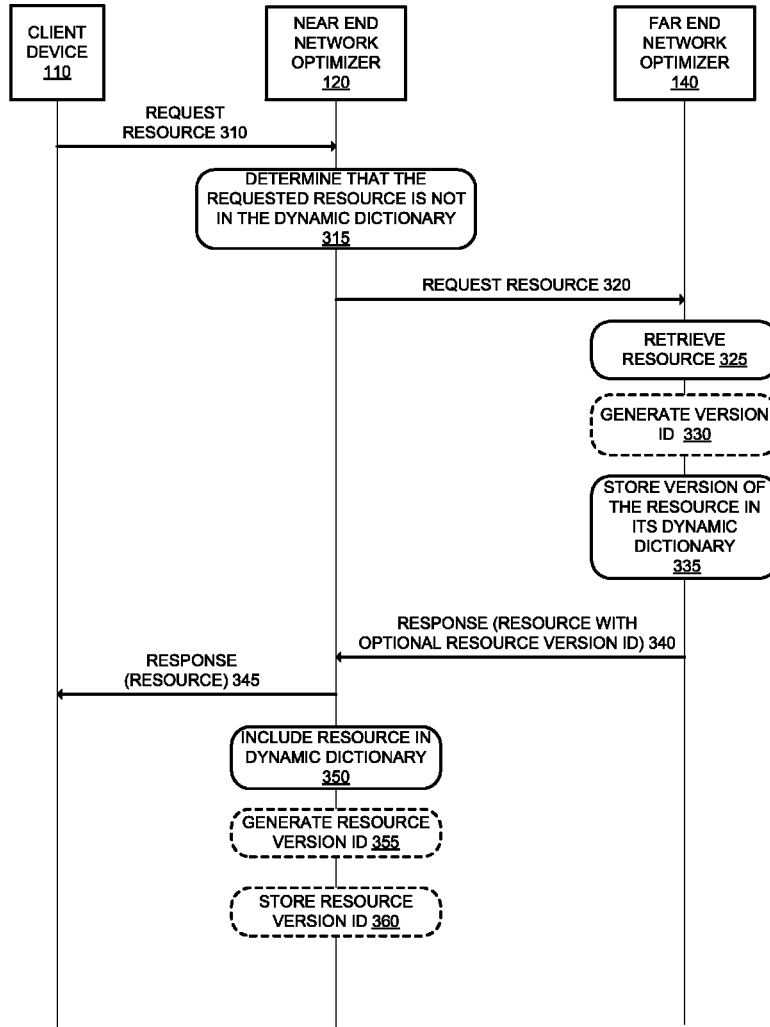 CLIENT
DEVICE
110
NEAR END
NETWORK
OPTIMIZER
120
FAR END
NETWORK
OPTIMIZER
140
REQUEST
RESOURCE 310
DETERMINE THAT THE
REQUESTED RESOURCE IS NOT
IN THE DYNAMIC DICTIONARY
315
REQUEST RESOURCE 320
RETRIEVE
RESOURCE 325
GENERATE VERSION
ID 330
STORE VERSION OF
THE RESOURCE IN
ITS DYNAMIC
DICTIONARY
335
RESPONSE (RESOURCE WITH
OPTIONAL RESOURCE VERSION ID) 340
RESPONSE
(RESOURCE) 345
INCLUDE RESOURCE IN
DYNAMIC DICTIONARY
350
GENERATE RESOURCE
VERSION ID 355
STORE RESOURCE
VERSION ID 360